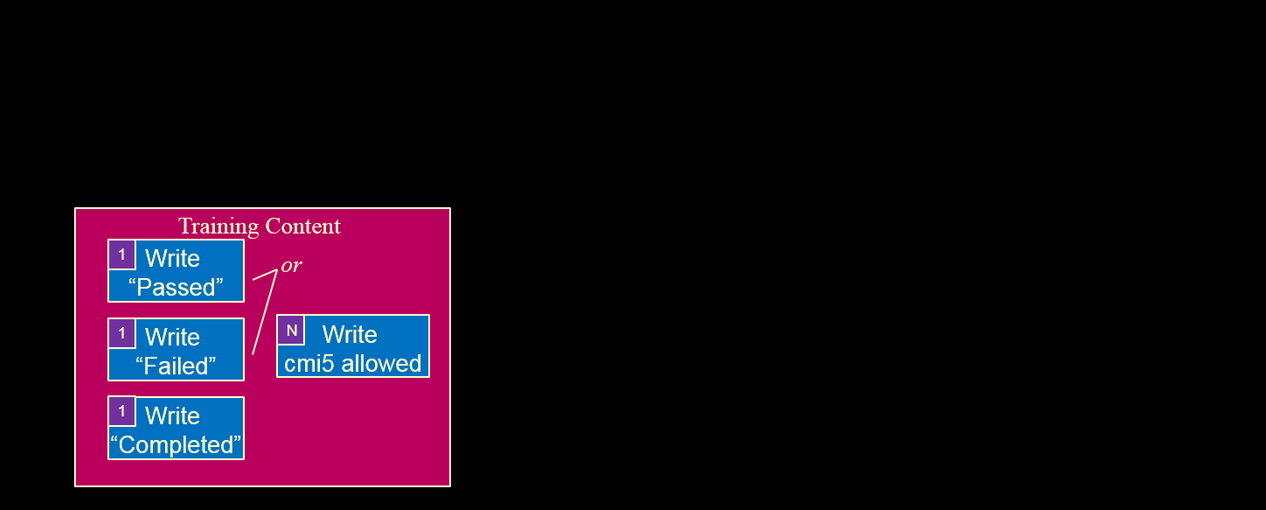 Training Content
1
Write
“Passed”
or
1
Write
“Failed”
N
Write
cmi5 allowed
1
Write
“Completed”